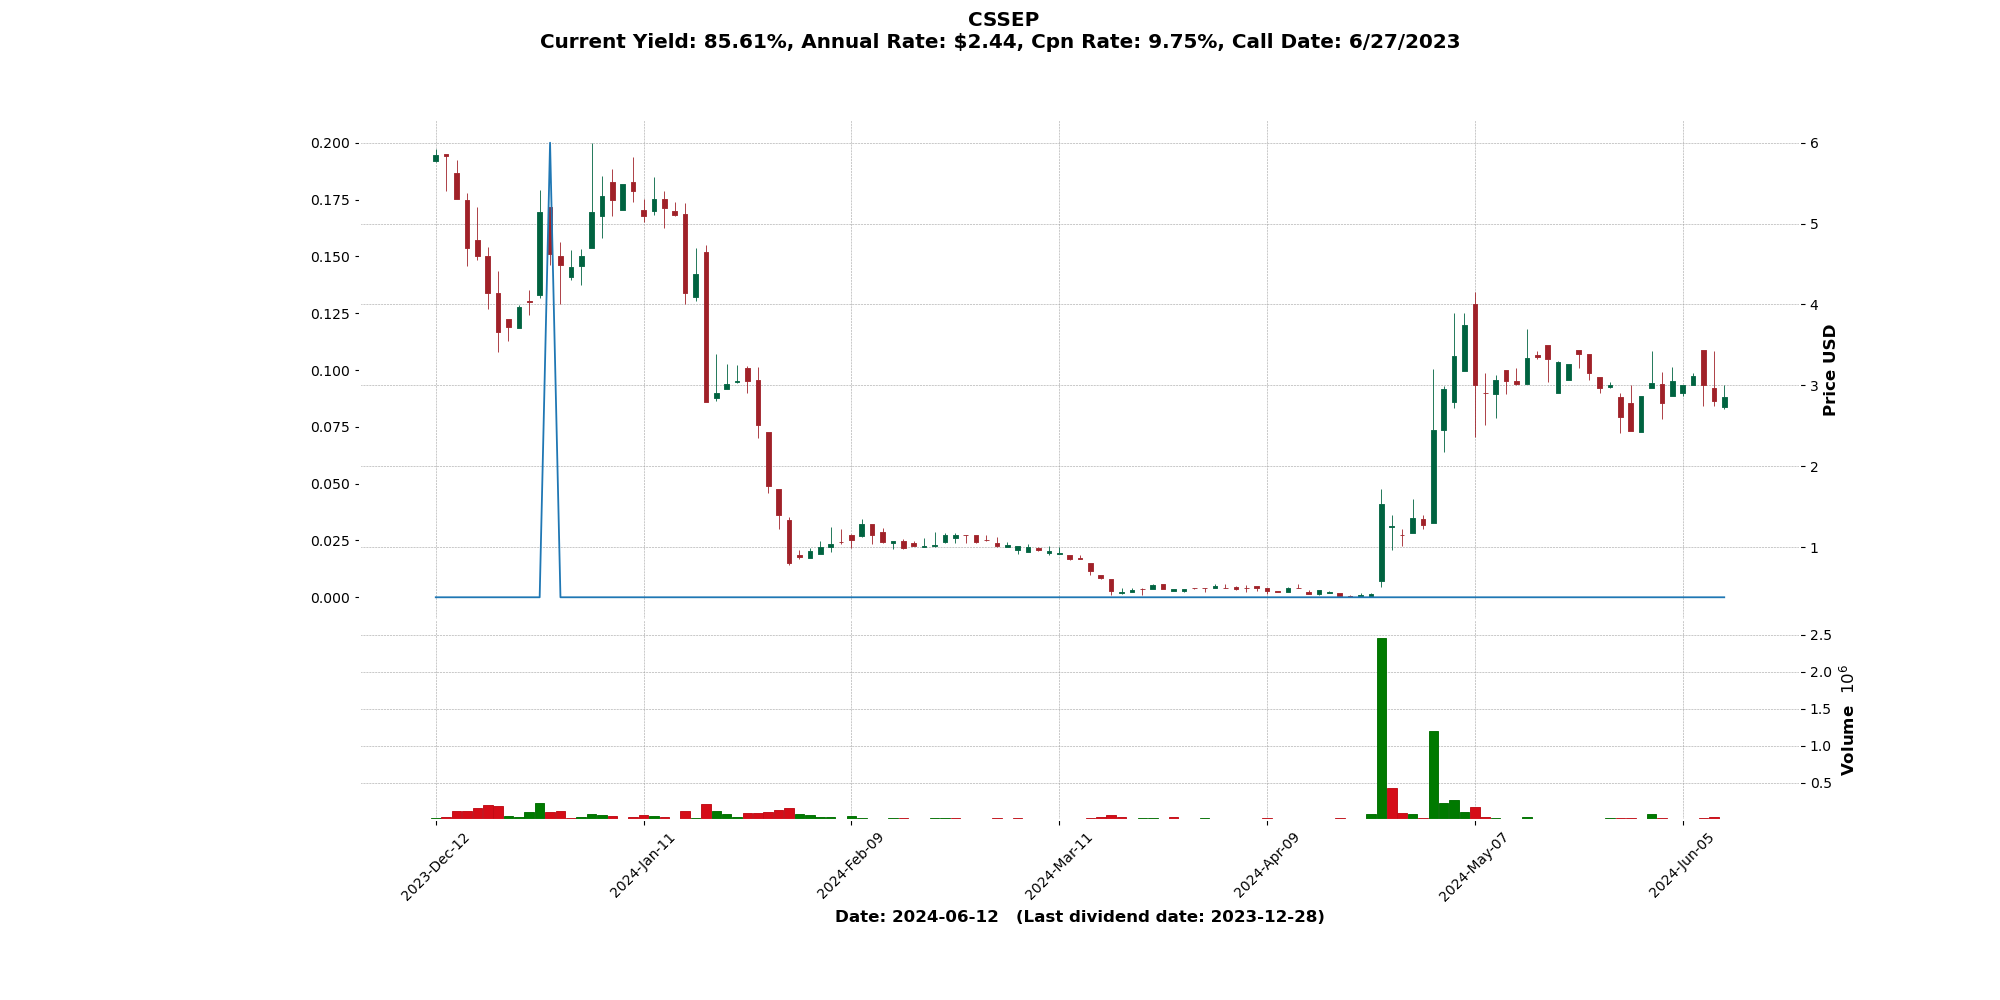 CSSEP
Current Yield: 85.61%, Annual Rate: $2.44, Cpn Rate: 9.75%, Call Date: 6/27/2023
0.200
0.175
0.150
0.125
0.100
0.075
0.050
0.025
0.000
6
5
4
3
2
1
Price USD
2.5
2.0
1.5
1.0
0.5
Volume 10⁶
2023-Dec-12
2024-Jan-11
2024-Feb-09
2024-Mar-11
2024-Apr-09
2024-May-07
2024-Jun-05
Date: 2024-06-12 (Last dividend date: 2023-12-28)